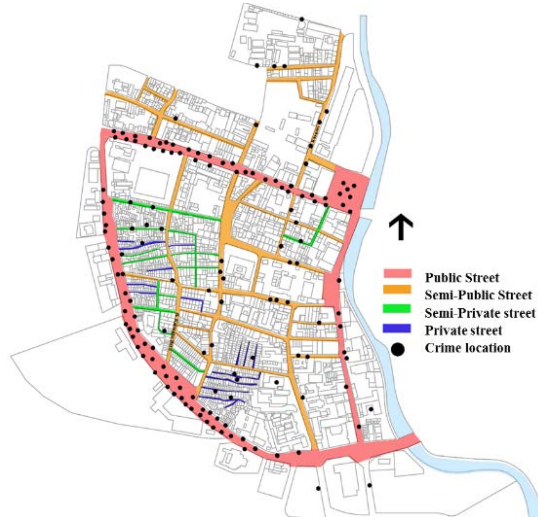 Public Street
Semi-Public Street
Semi-Private street
Private street
Crime location